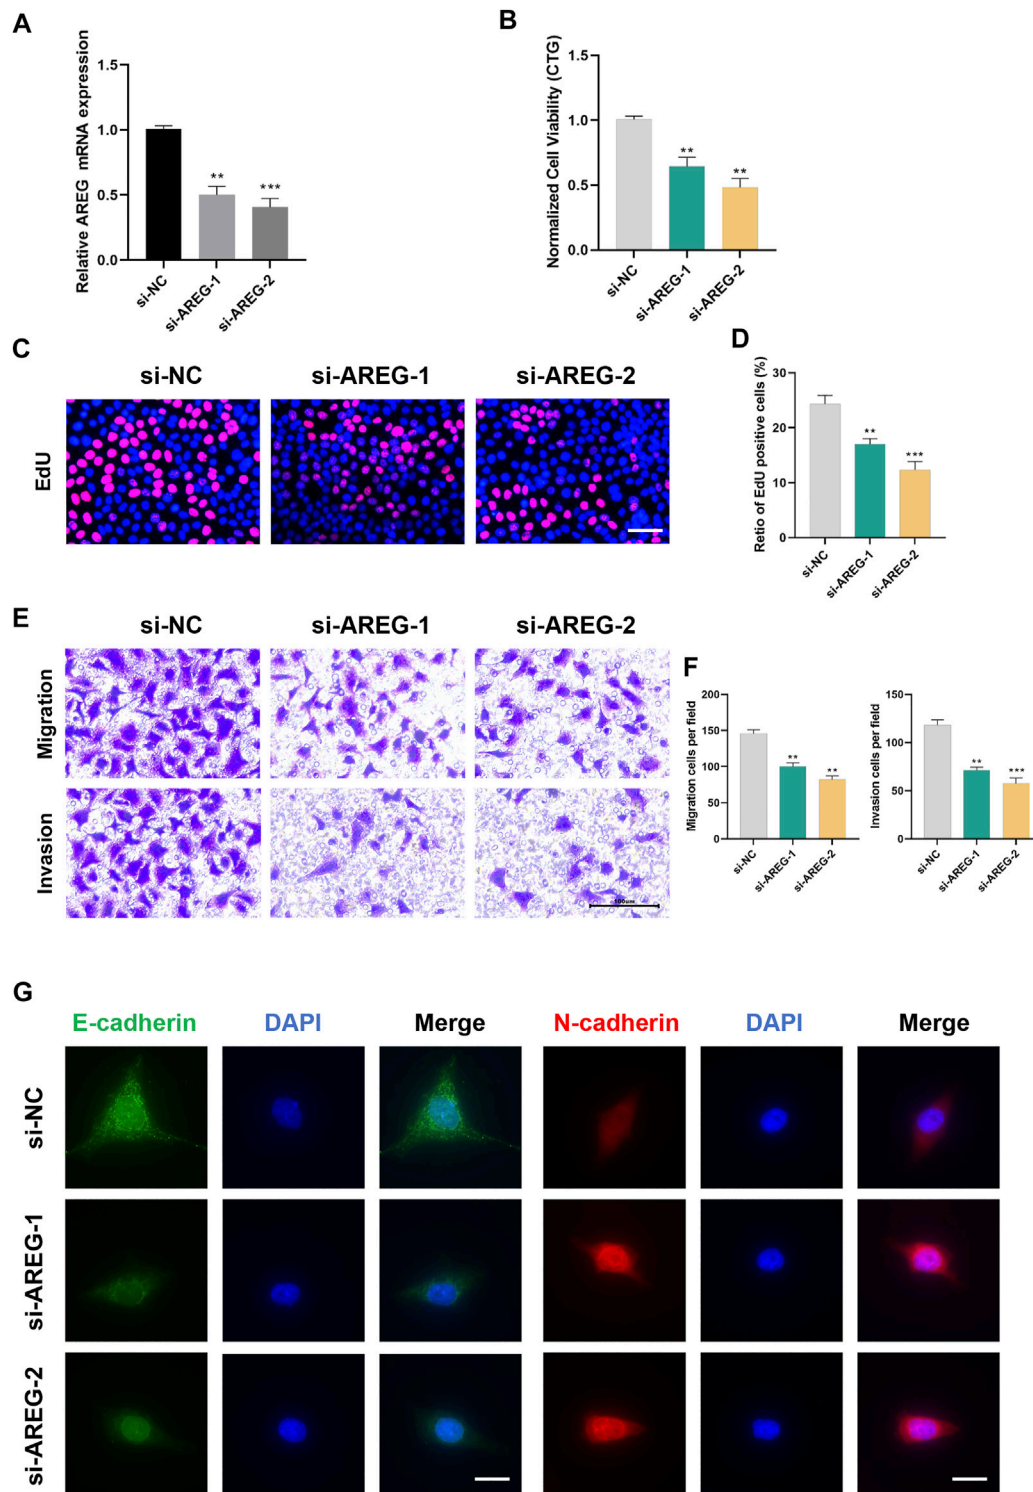 A
Relative AREG mRNA expression
1.5
1.0
0.5
0.0
**
***
si-NC
si-AREG-1
si-AREG-2
B
Normalized Cell Viability (CTG)
1.5
1.0
0.5
0.0
**
**
si-NC
si-AREG-1
si-AREG-2
C
si-NC si-AREG-1 si-AREG-2
EdU
D
Retio of EdU positive cells (%)
30
20
10
0
**
***
si-NC
si-AREG-1
si-AREG-2
E
si-NC si-AREG-1 si-AREG-2
Migration
Invasion
100um
F
Migration cells per field
200
150
100
50
0
**
**
si-NC
si-AREG-1
si-AREG-2
Invasion cells per field
150
100
50
0
**
***
si-NC
si-AREG-1
si-AREG-2
G
E-cadherin DAPI Merge N-cadherin DAPI Merge
si-NC
si-AREG-1
si-AREG-2